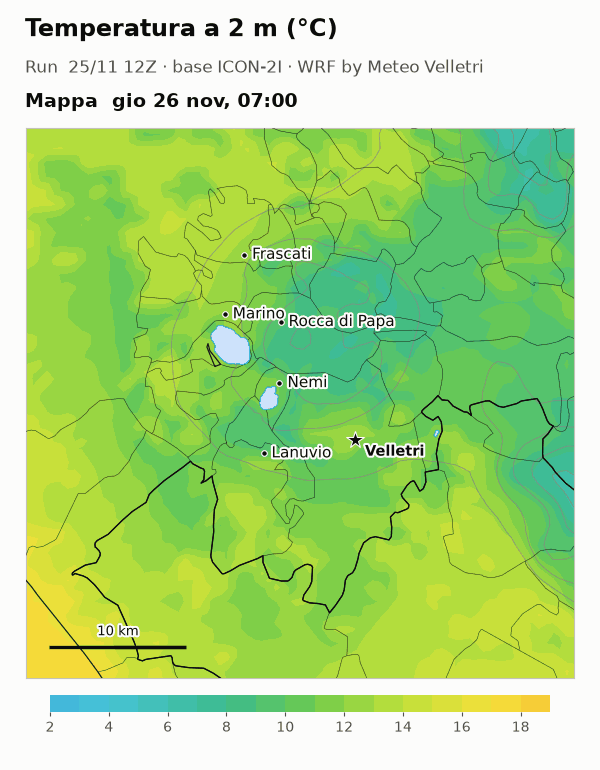 Temperatura a 2 m (°C)
Run  25/11 12Z · base ICON-2I · WRF by Meteo Velletri
Mappa  gio 26 nov, 07:00
Frascati
Marino
Rocca di Papa
Nemi
Velletri
Lanuvio
10 km
2 4 6 8 10 12 14 16 18